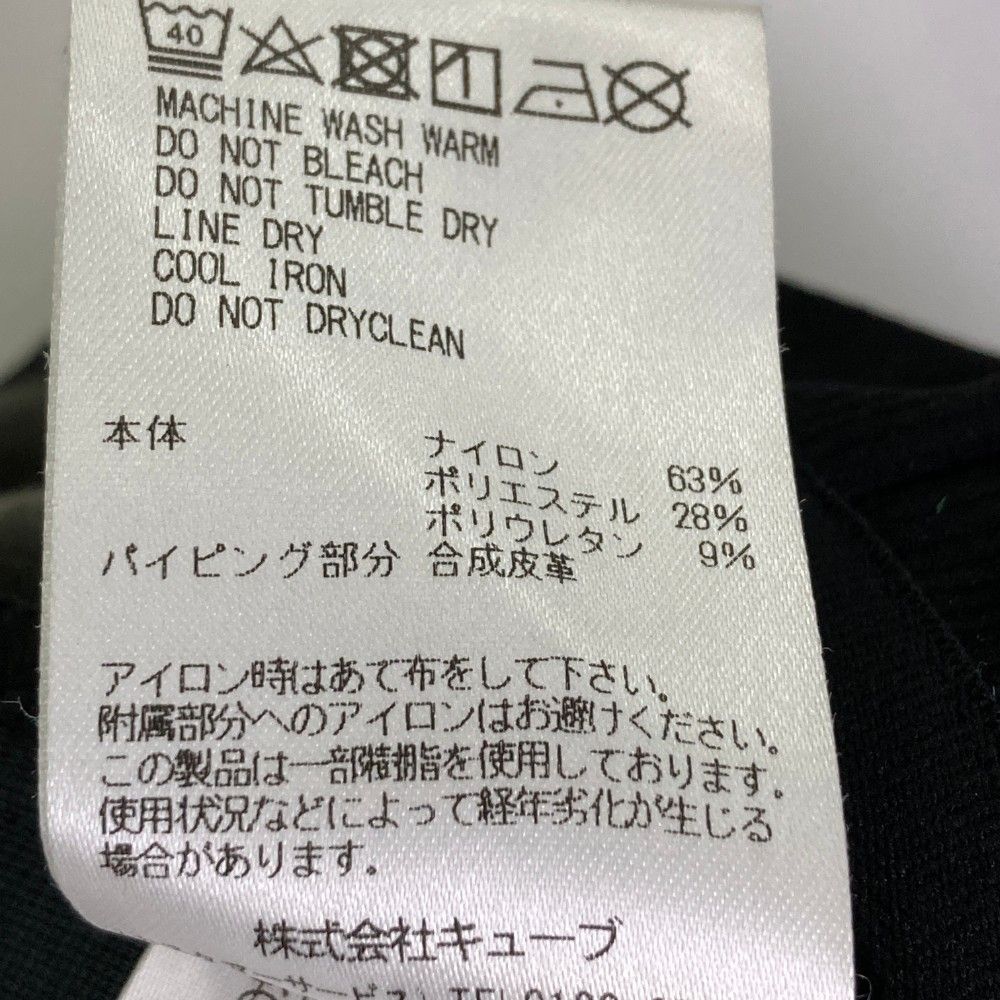 40
MACHINE WASH WARM
DO NOT BLEACH
DO NOT TUMBLE DRY
LINE DRY
COOL IRON
DO NOT DRYCLEAN
本体 ナイロン 63%
ポリエステル 28%
ポリウレタン 9%
パイピング部分 合成皮革
アイロン時はあて布をして下さい。
附属部分へのアイロンはお避けください。
この製品は一部樹脂を使用しております。
使用状況などによって経年劣化が生じる
場合があります。
株式会社キューブ